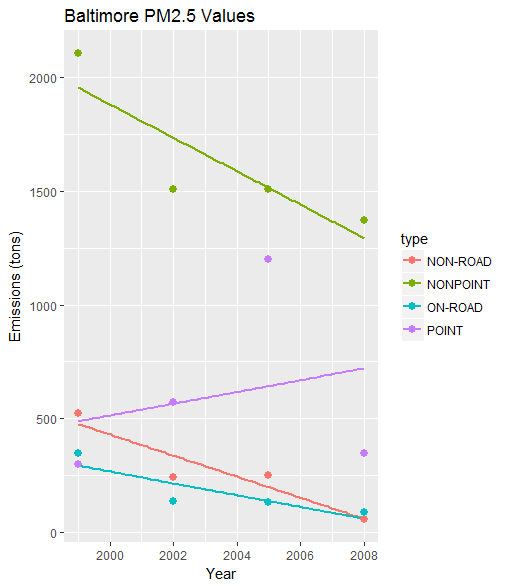 Baltimore PM2.5 Values
Emissions (tons)
2000
1500
1000
500
0
2000
2002
2004
2006
2008
Year
type
NON-ROAD
NONPOINT
ON-ROAD
POINT